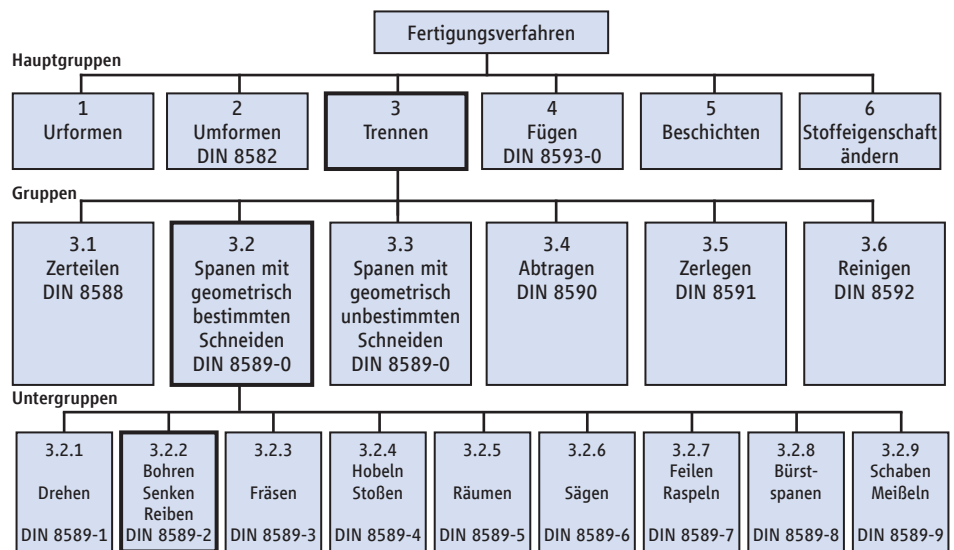 Fertigungsverfahren
Hauptgruppen
1
Urformen
2
Umformen
DIN 8582
3
Trennen
4
Fügen
DIN 8593-0
5
Beschichten
6
Stoffeigenschaft
ändern
Gruppen
3.1
Zerteilen
DIN 8588
3.2
Spanen mit
geometrisch
bestimmten
Schneiden
DIN 8589-0
3.3
Spanen mit
geometrisch
unbestimmten
Schneiden
DIN 8589-0
3.4
Abtragen
DIN 8590
3.5
Zerlegen
DIN 8591
3.6
Reinigen
DIN 8592
Untergruppen
3.2.1
Drehen
DIN 8589-1
3.2.2
Bohren
Senken
Reiben
DIN 8589-2
3.2.3
Fräsen
DIN 8589-3
3.2.4
Hobeln
Stoßen
DIN 8589-4
3.2.5
Räumen
DIN 8589-5
3.2.6
Sägen
DIN 8589-6
3.2.7
Feilen
Raspeln
DIN 8589-7
3.2.8
Bürst-
spanen
DIN 8589-8
3.2.9
Schaben
Meißeln
DIN 8589-9